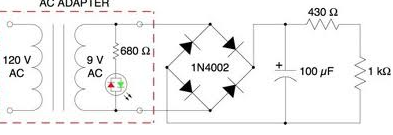 AC ADAPTER
430 Ω
120 V
AC
9 V
AC
680 Ω
1N4002
+
100 µF
1 kΩ